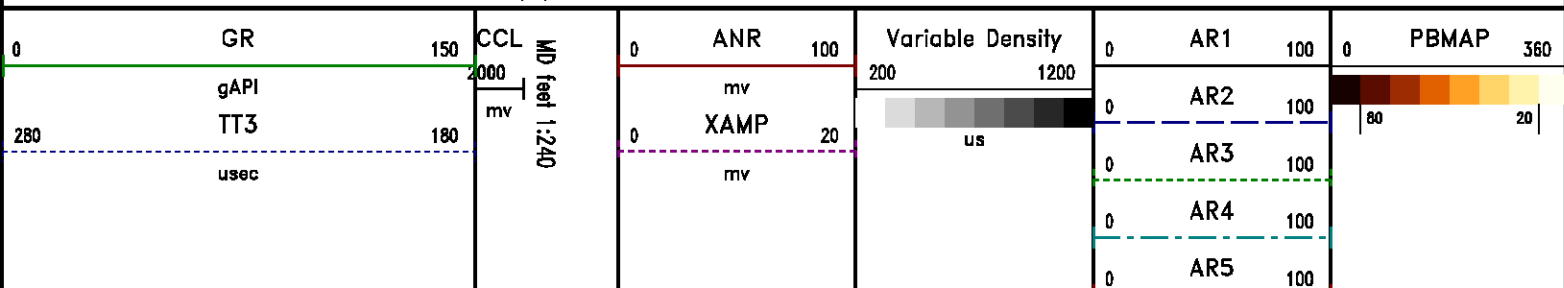 GR
0 150
gAPI
TT3
280 180
usec
CCL
2000
mv
MD feet 1:240
ANR
0 100
mv
XAMP
0 20
mv
Variable Density
200 1200
us
AR1
0 100
AR2
0 100
AR3
0 100
AR4
0 100
AR5
0 100
PBMAP
0 360
80 20